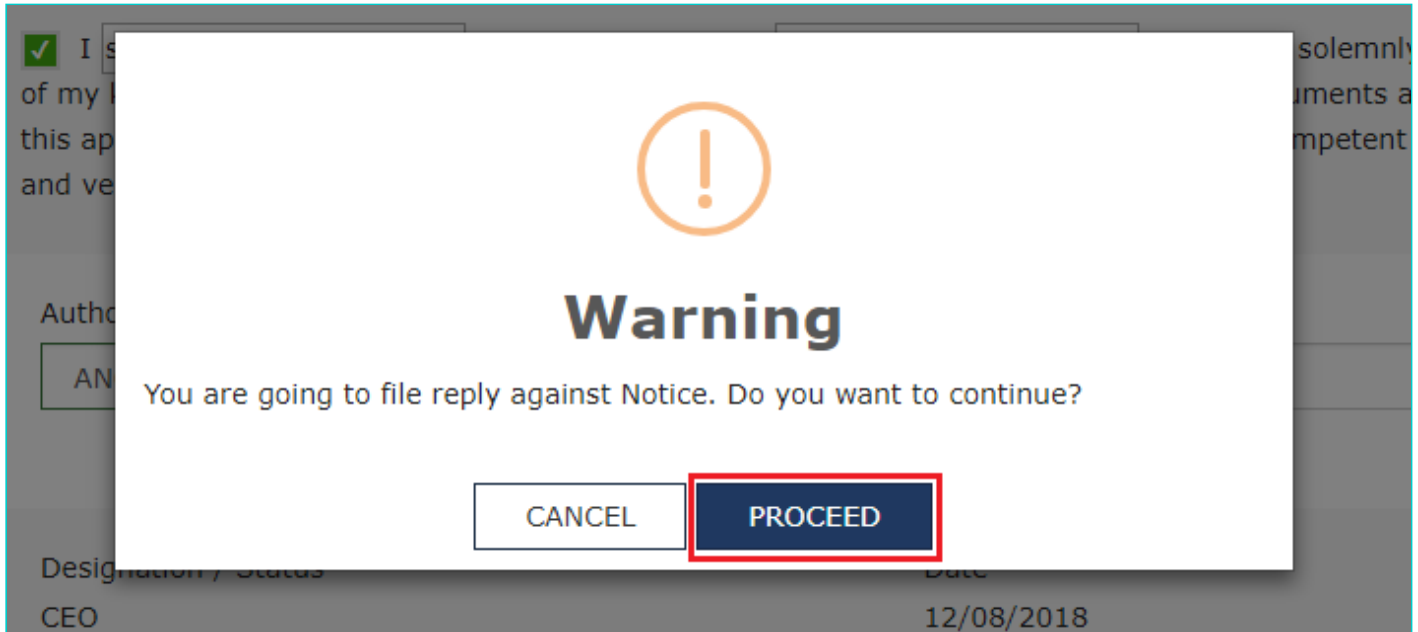 I s solemnly
of my uments a
this ap mpetent
and ve
Warning
Autho
AN
You are going to file reply against Notice. Do you want to continue?
CANCEL PROCEED
Designation / Status Date
CEO 12/08/2018